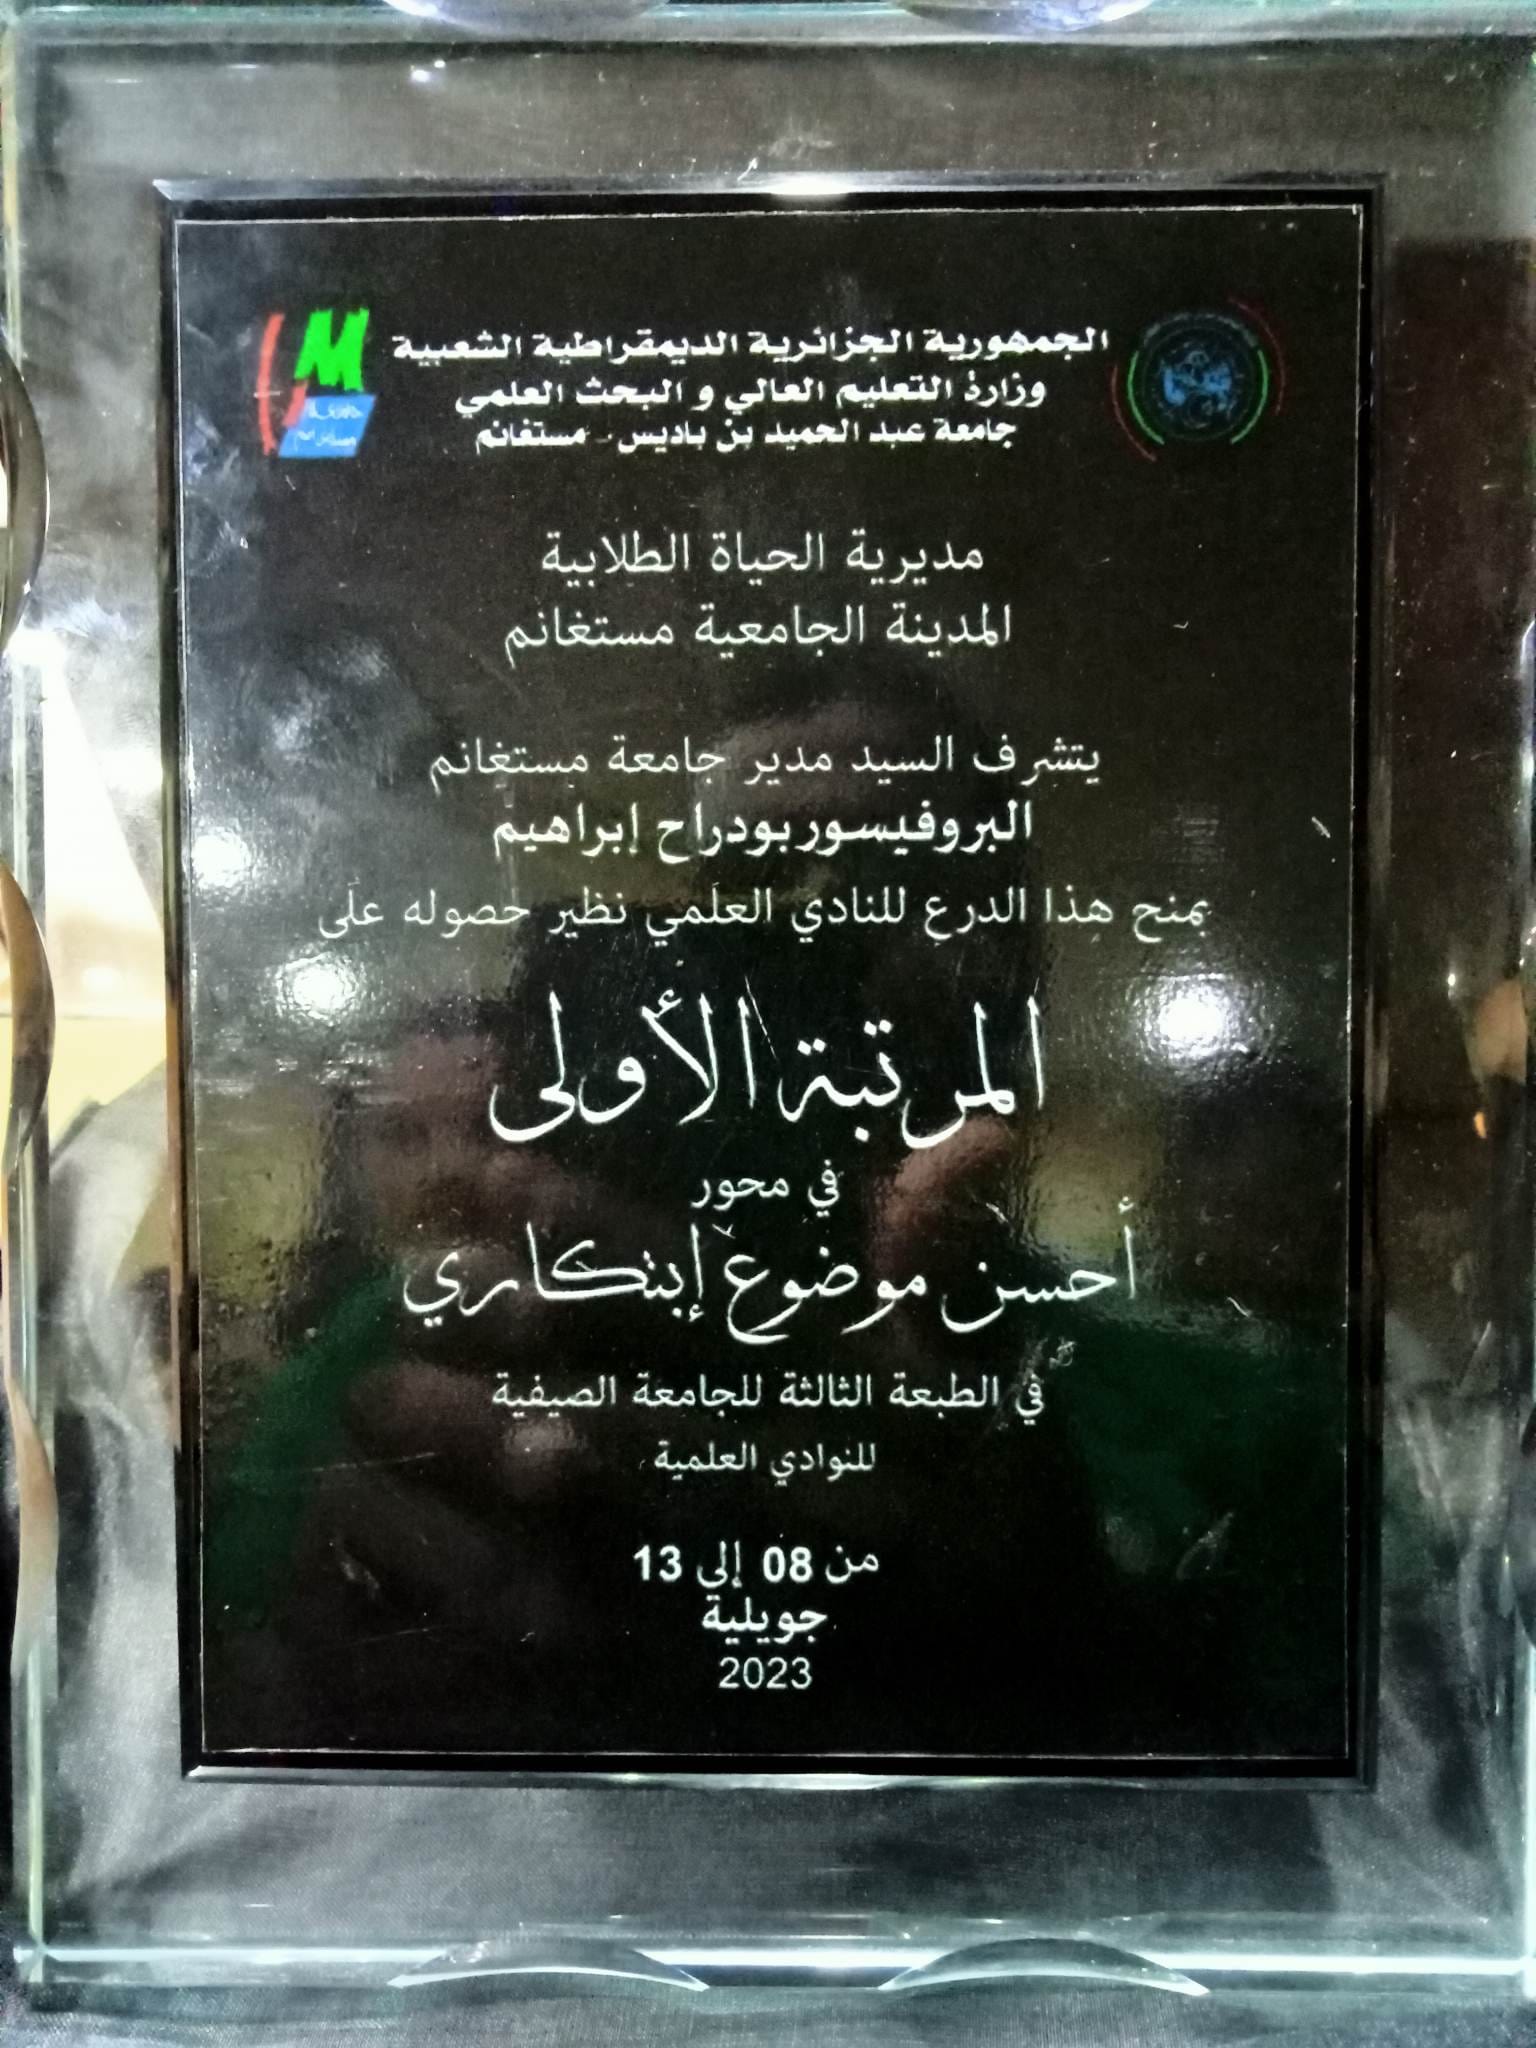 الجمهورية الجزائرية الديمقراطية الشعبية
وزارة التعليم العالي و البحث العلمي
جامعة عبد الحميد بن باديس - مستغانم
مديرية الحياة الطلابية
المدينة الجامعية مستغانم
يتشرف السيد مدير جامعة مستغانم
البروفيسور بودراح إبراهيم
بمنح هذا الدرع للنادي العلمي نظير حصوله على
المرتبة الأولى
في محور
أحسن موضوع إبتكاري
في الطبعة الثالثة للجامعة الصيفية
للنوادي العلمية
من 08 إلى 13
جويلية
2023